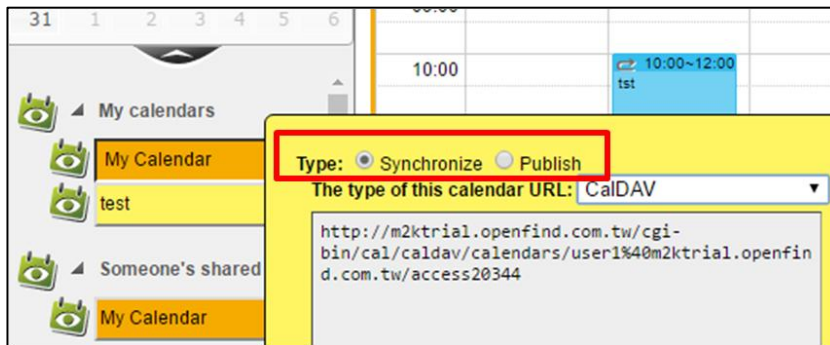 31 1 2 3 4 5 6
10:00
10:00~12:00
tst
My calendars
My Calendar
test
Someone's shared
My Calendar
Type: Synchronize Publish
The type of this calendar URL: CalDAV
http://m2ktrial.openfind.com.tw/cgi-
bin/cal/caldav/calendars/user1%40m2ktrial.openfin
d.com.tw/access20344